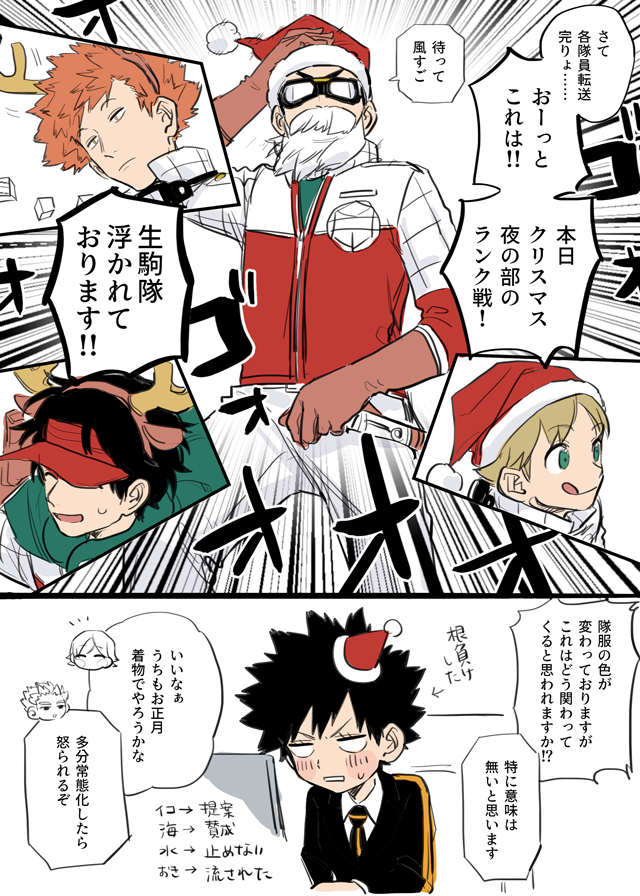 さて
各隊員転送
完りょ……
おーっと
これは!!
待って
風すご
本日
クリスマス
夜の部の
ランク戦!
生駒隊
浮かれて
おります!!
ゴオオオオ
ゴオオ
隊服の色が
変わっておりますが
これはどう関わって
くると思われますか!?
特に意味は
無いと思います
根負け
したけ
いいなぁ
うちもお正月
着物でやろうかな
多分常態化したら
怒られるぞ
イコ→提案
海→賛成
水→止めない
おき→流された